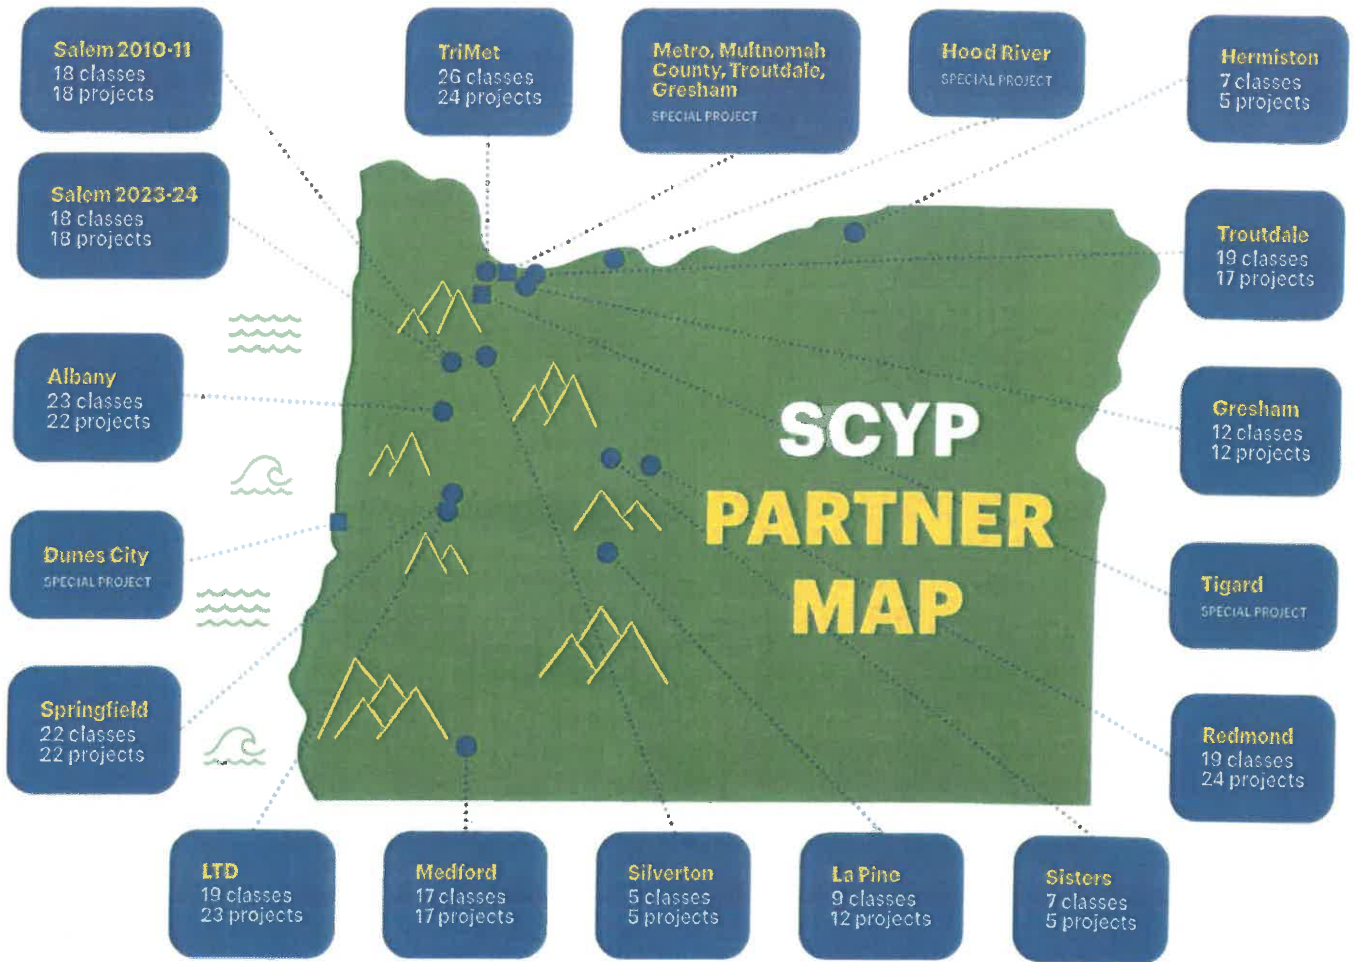 Salem 2010-11
18 classes
18 projects
TriMet
26 classes
24 projects
Metro, Multnomah
County, Troutdale,
Gresham
SPECIAL PROJECT
Hood River
SPECIAL PROJECT
Hermiston
7 classes
5 projects
Salem 2023-24
18 classes
18 projects
Troutdale
19 classes
17 projects
Albany
23 classes
22 projects
Gresham
12 classes
12 projects
SCYP
PARTNER
MAP
Dunes City
SPECIAL PROJECT
Tigard
SPECIAL PROJECT
Springfield
22 classes
22 projects
Redmond
19 classes
24 projects
LTD
19 classes
23 projects
Medford
17 classes
17 projects
Silverton
5 classes
5 projects
La Pine
9 classes
12 projects
Sisters
7 classes
5 projects